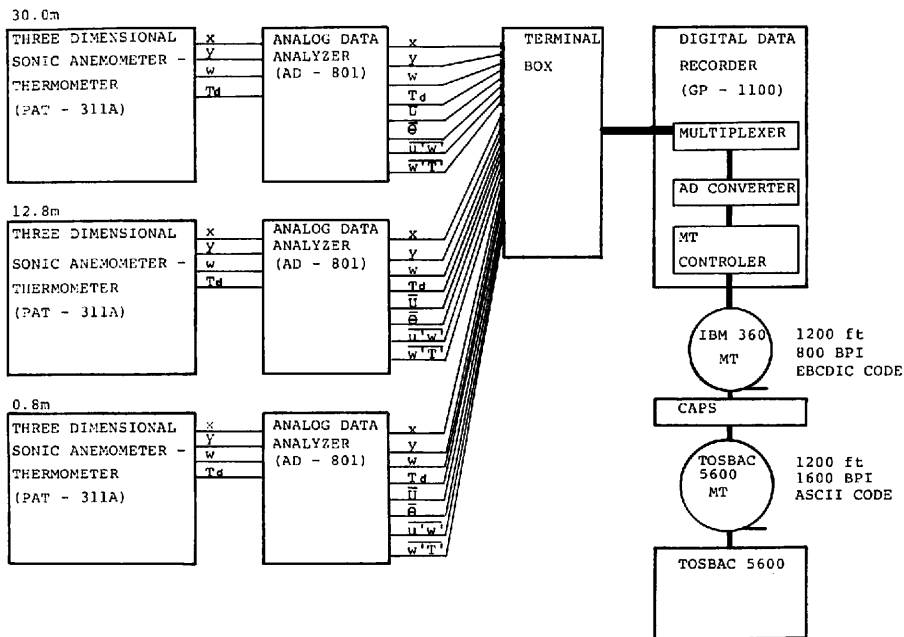 30.0m
THREE DIMENSIONAL
SONIC ANEMOMETER -
THERMOMETER
(PAT - 311A)
x
y
w
Td
ANALOG DATA
ANALYZER
(AD - 801)
x
y
w
Td
U̅
θ̅
u'w'
w'T'
12.8m
THREE DIMENSIONAL
SONIC ANEMOMETER -
THERMOMETER
(PAT - 311A)
x
y
w
Td
ANALOG DATA
ANALYZER
(AD - 801)
x
y
w
Td
U̅
θ̅
u'w'
w'T'
0.8m
THREE DIMENSIONAL
SONIC ANEMOMETER -
THERMOMETER
(PAT - 311A)
x
y
w
Td
ANALOG DATA
ANALYZER
(AD - 801)
x
y
w
Td
U̅
θ̅
u'w'
w'T'
TERMINAL
BOX
DIGITAL DATA
RECORDER
(GP - 1100)
MULTIPLEXER
AD CONVERTER
MT
CONTROLER
IBM 360
MT
1200 ft
800 BPI
EBCDIC CODE
CAPS
TOSBAC
5600
MT
1200 ft
1600 BPI
ASCII CODE
TOSBAC 5600